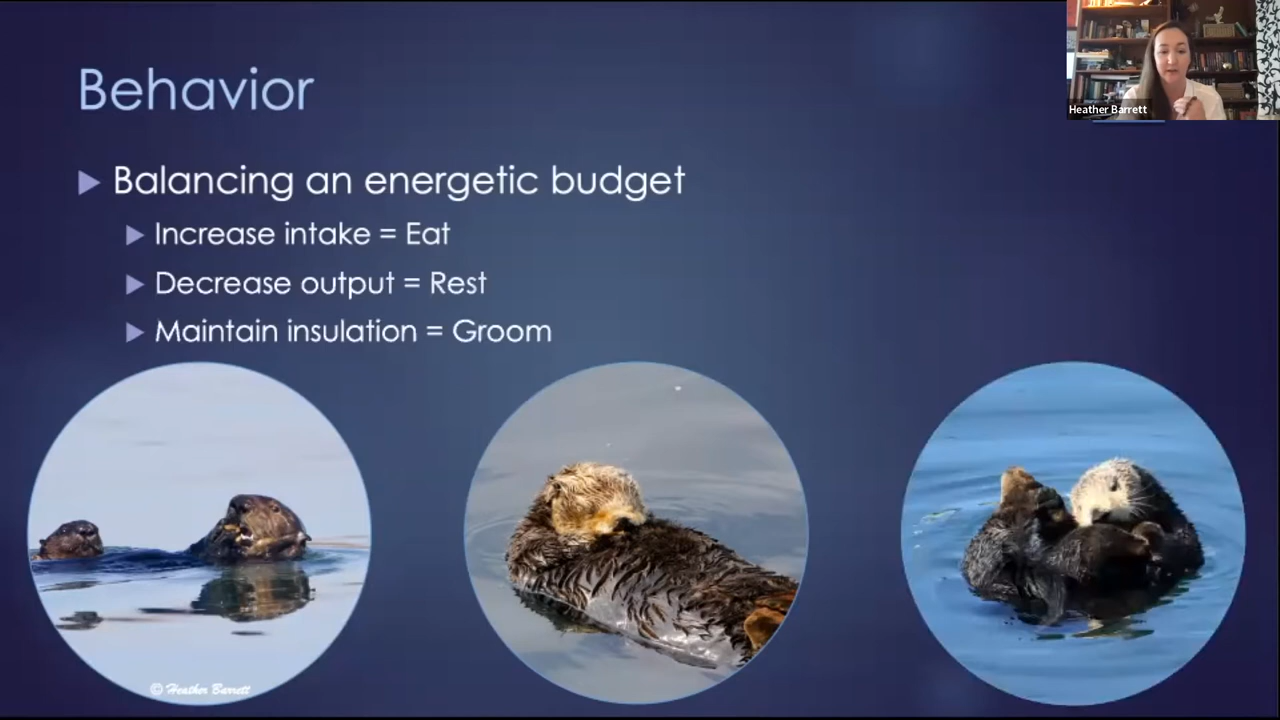 Behavior
Balancing an energetic budget
Increase intake = Eat
Decrease output = Rest
Maintain insulation = Groom
Heather Barrett
© Heather Barrett